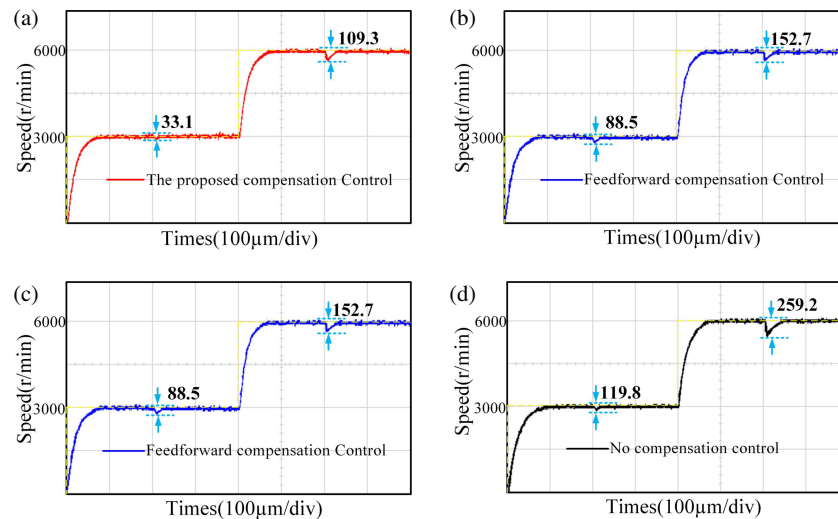 (a)
6000
109.3
3000
33.1
Speed(r/min)
The proposed compensation Control
Times(100μm/div)
(b)
6000
152.7
3000
88.5
Speed(r/min)
Feedforward compensation Control
Times(100μm/div)
(c)
6000
152.7
3000
88.5
Speed(r/min)
Feedforward compensation Control
Times(100μm/div)
(d)
6000
259.2
3000
119.8
Speed(r/min)
No compensation control
Times(100μm/div)